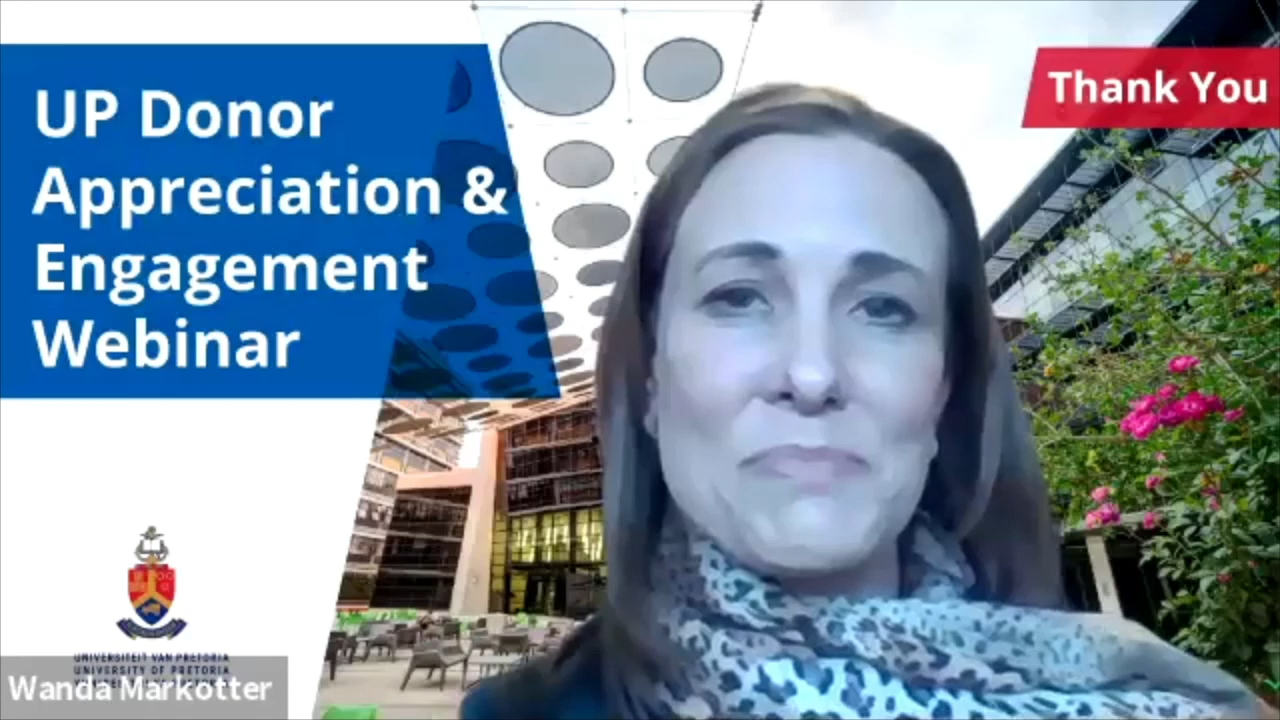 UP Donor
Appreciation &
Engagement
Webinar
Thank You
UNIVERSITEIT VAN PRETORIA
UNIVERSITY OF PRETORIA
Wanda Markotter